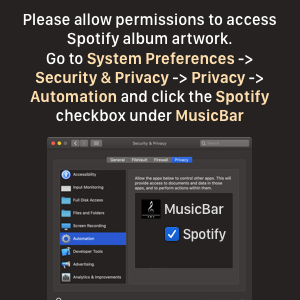 Please allow permissions to access
Spotify album artwork.
Go to System Preferences ->
Security & Privacy -> Privacy ->
Automation and click the Spotify
checkbox under MusicBar
Security & Privacy
Search
General FileVault Firewall Privacy
Accessibility
Input Monitoring
Full Disk Access
Files and Folders
Screen Recording
Automation
Developer Tools
Advertising
Analytics & Improvements
Allow the apps below to control other apps. This will
provide access to documents and data in those
apps, and to perform actions within them.
MusicBar
Spotify